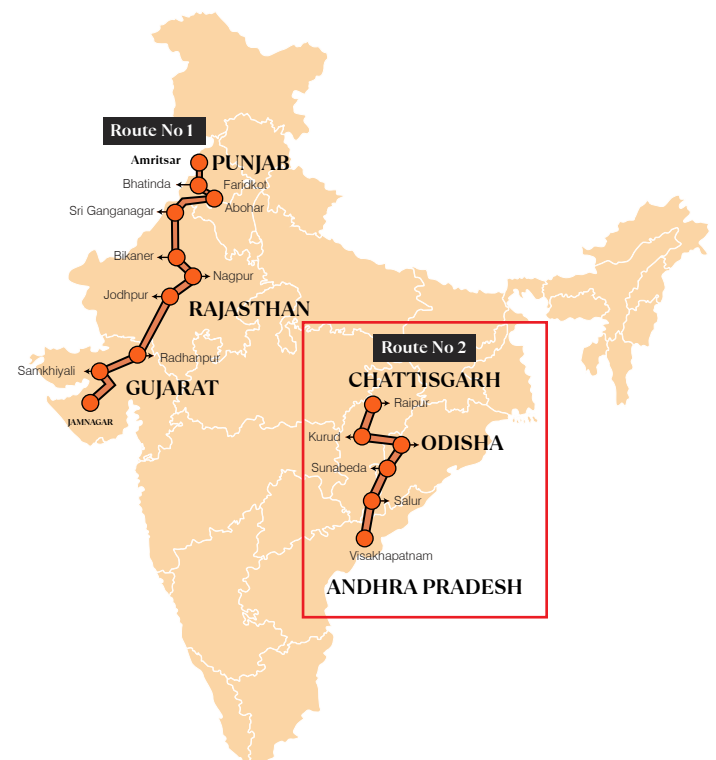 Route No 1
Amritsar
PUNJAB
Bhatinda
Faridkot
Abohar
Sri Ganganagar
Bikaner
Nagpur
Jodhpur
RAJASTHAN
Radhanpur
Samkhiyali
GUJARAT
JAMNAGAR
Route No 2
CHATTISGARH
Raipur
Kurud
ODISHA
Sunabeda
Salur
Visakhapatnam
ANDHRA PRADESH